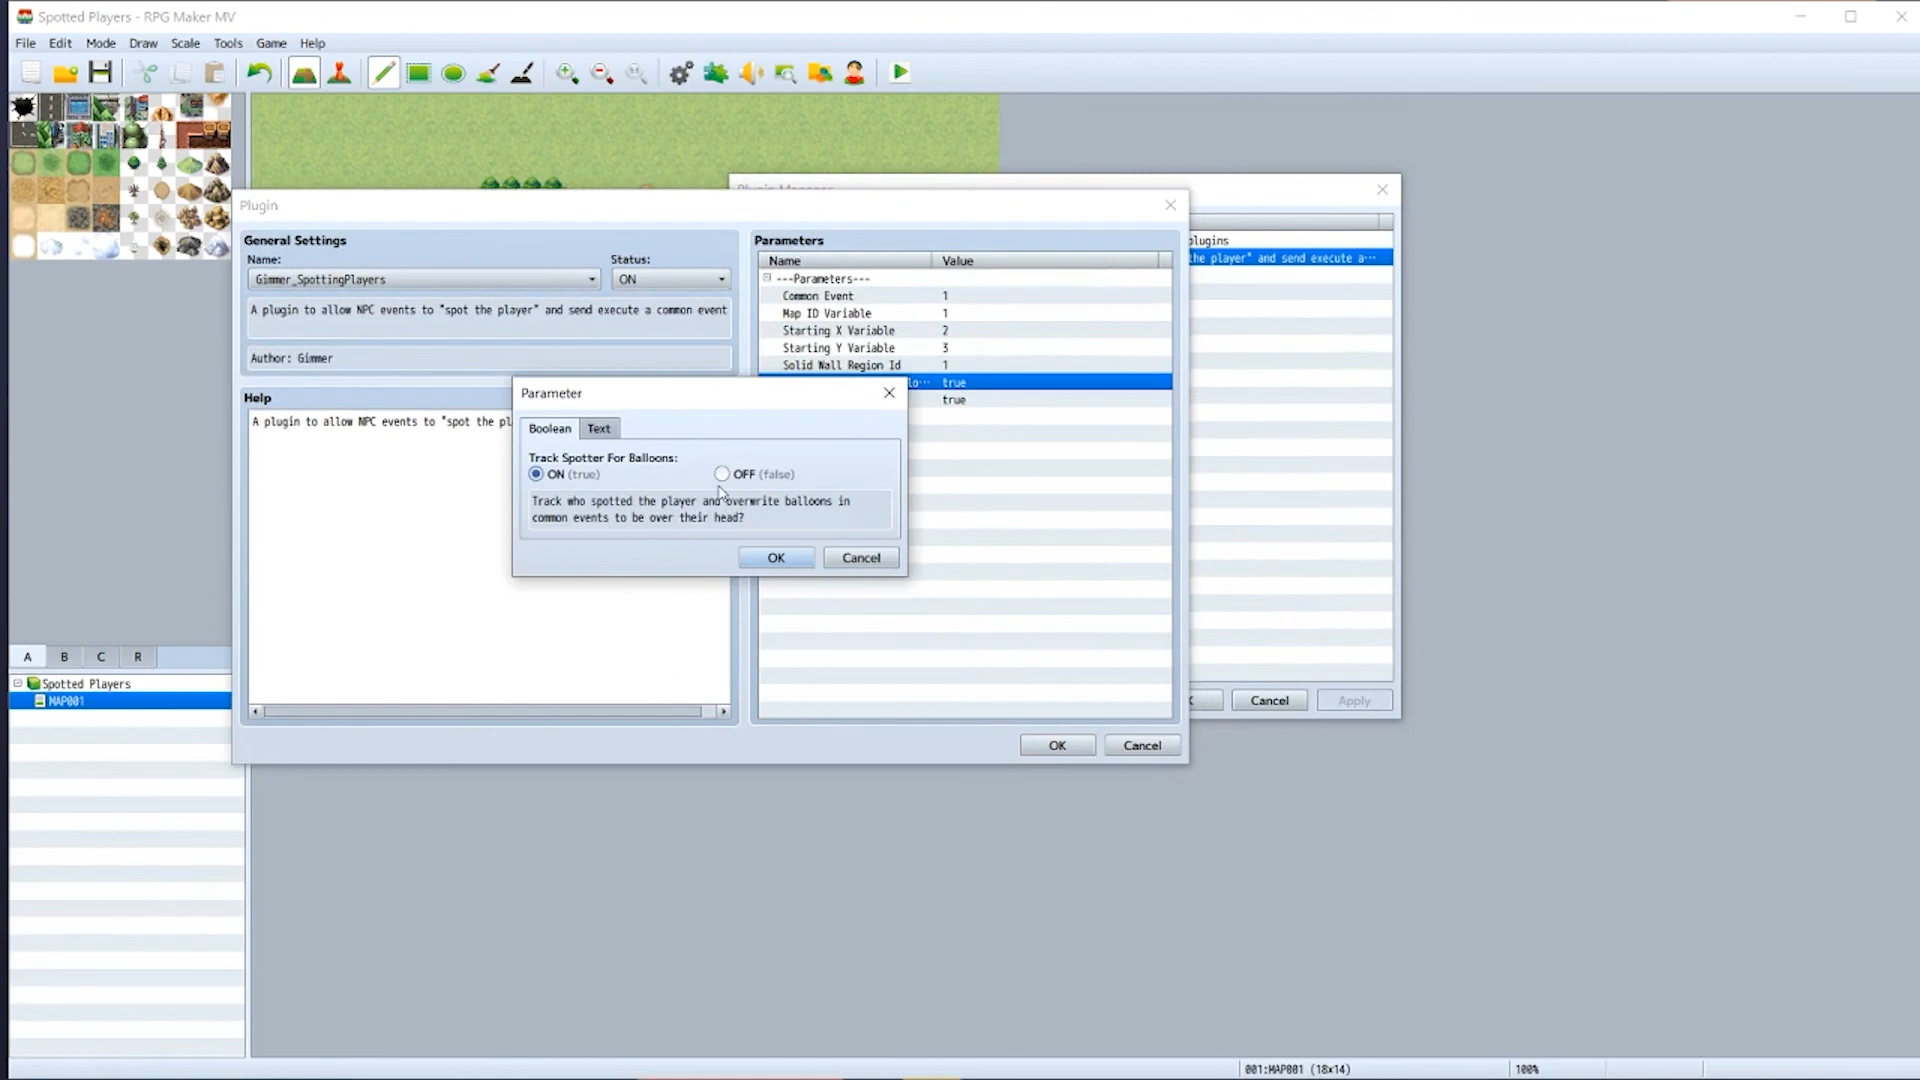 Spotted Players - RPG Maker MV
File Edit Mode Draw Scale Tools Game Help
Plugin
General Settings
Name:
Status:
Gimmer_SpottingPlayers
ON
A plugin to allow NPC events to "spot the player" and send execute a common event
Author: Gimmer
Help
A plugin to allow NPC events to "spot the pl
Parameters
Name Value
---Parameters---
Common Event 1
Map ID Variable 1
Starting X Variable 2
Starting Y Variable 3
Solid Wall Region Id 1
lo… true
true
OK Cancel
Parameter
Boolean Text
Track Spotter For Balloons:
ON (true) OFF (false)
Track who spotted the player and overwrite balloons in
common events to be over their head?
OK Cancel
Plugin Manager
plugins
the player" and send execute a…
Cancel Apply
A B C R
Spotted Players
MAP001
001:MAP001 (18x14) 100%